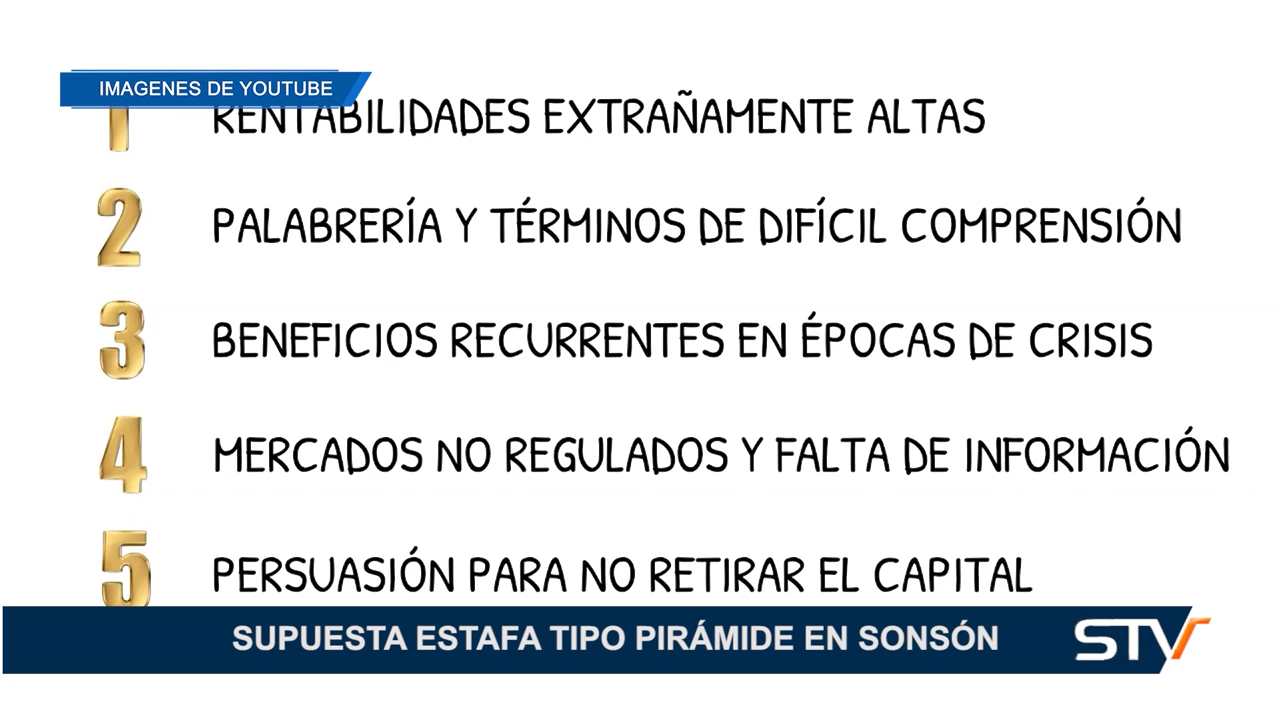 IMAGENES DE YOUTUBE
1 RENTABILIDADES EXTRAÑAMENTE ALTAS
2 PALABRERÍA Y TÉRMINOS DE DIFÍCIL COMPRENSIÓN
3 BENEFICIOS RECURRENTES EN ÉPOCAS DE CRISIS
4 MERCADOS NO REGULADOS Y FALTA DE INFORMACIÓN
5 PERSUASIÓN PARA NO RETIRAR EL CAPITAL
SUPUESTA ESTAFA TIPO PIRÁMIDE EN SONSÓN
STV